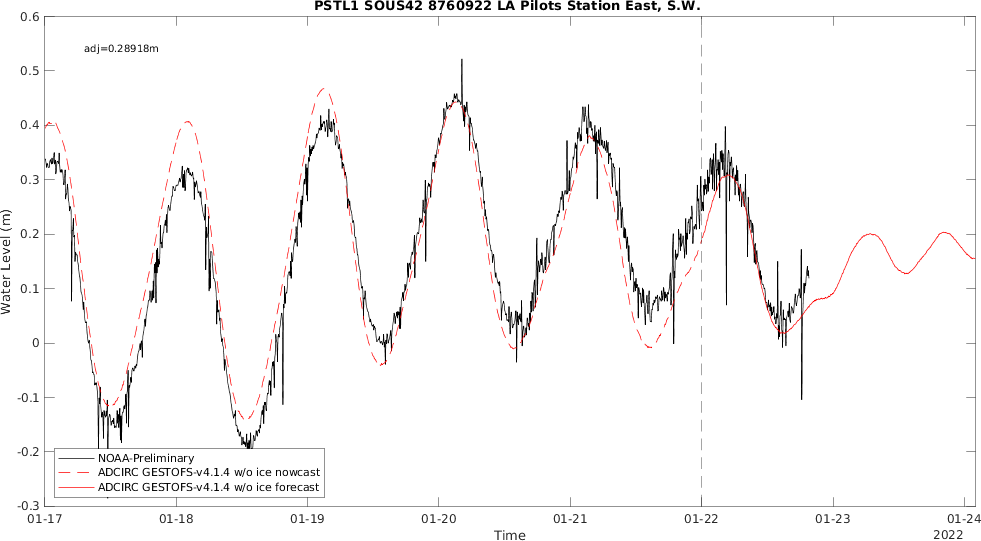 PSTL1 SOUS42 8760922 LA Pilots Station East, S.W.
adj=0.28918m
0.6
0.5
0.4
0.3
0.2
0.1
0
-0.1
-0.2
-0.3
Water Level (m)
NOAA-Preliminary
ADCIRC GESTOFS-v4.1.4 w/o ice nowcast
ADCIRC GESTOFS-v4.1.4 w/o ice forecast
01-17 01-18 01-19 01-20 01-21 01-22 01-23 01-24
Time
2022